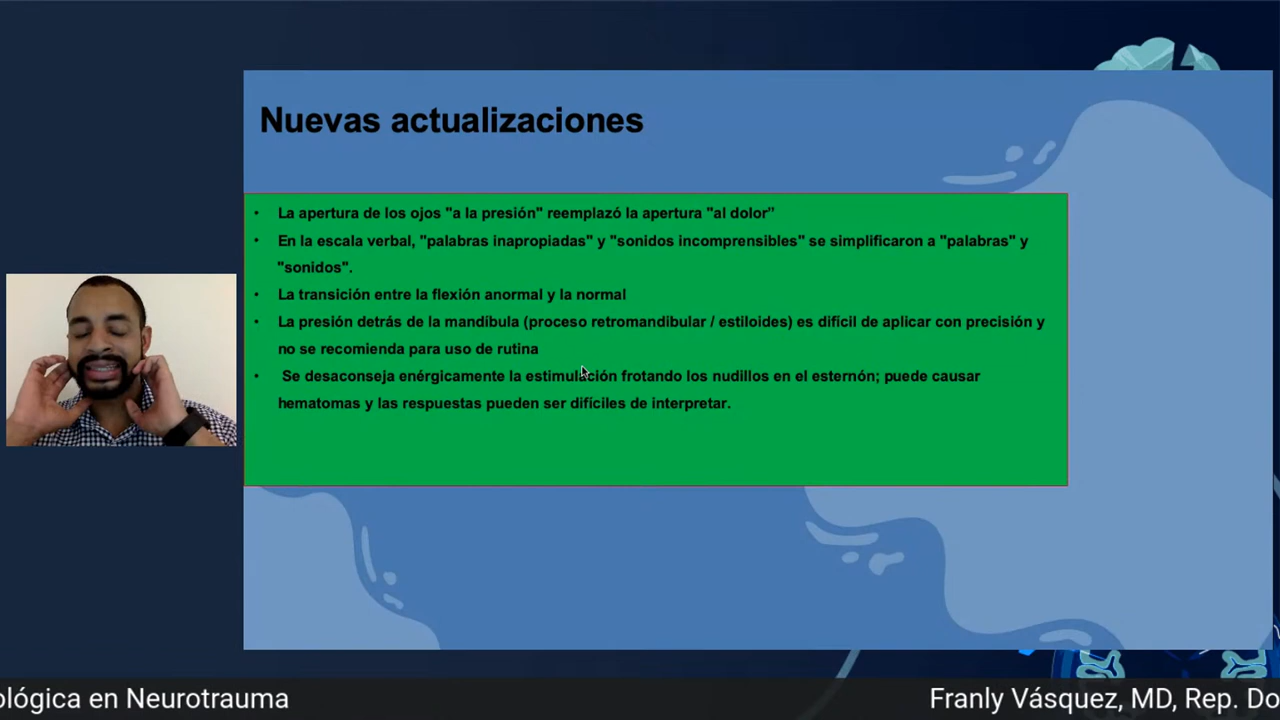 Nuevas actualizaciones
• La apertura de los ojos "a la presión" reemplazó la apertura "al dolor"
• En la escala verbal, "palabras inapropiadas" y "sonidos incomprensibles" se simplificaron a "palabras" y
"sonidos".
• La transición entre la flexión anormal y la normal
• La presión detrás de la mandíbula (proceso retromandibular / estiloides) es difícil de aplicar con precisión y
no se recomienda para uso de rutina
• Se desaconseja enérgicamente la estimulación frotando los nudillos en el esternón; puede causar
hematomas y las respuestas pueden ser difíciles de interpretar.
ológica en Neurotrauma
Franly Vásquez, MD, Rep. Do